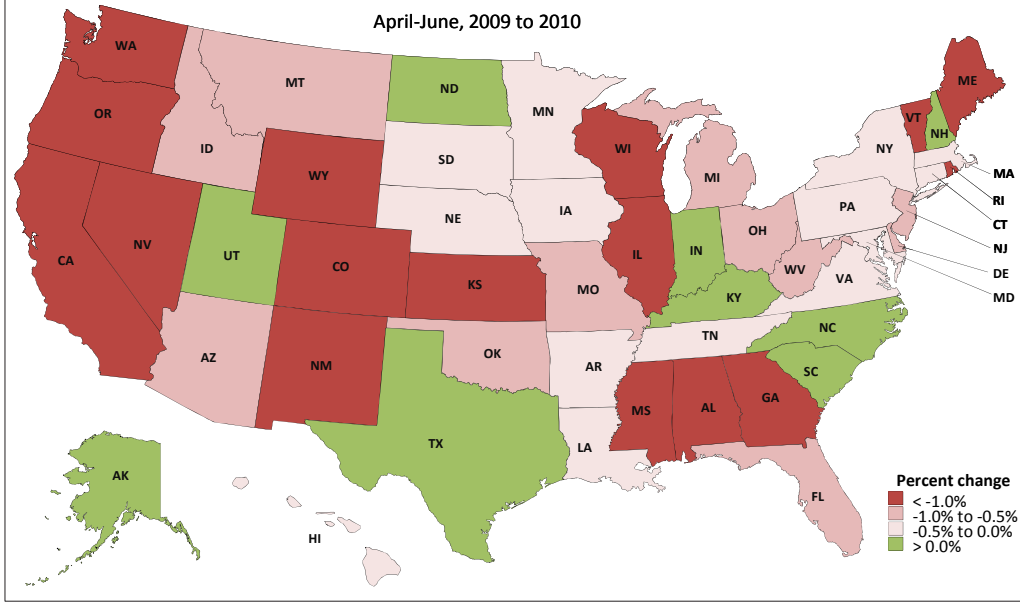 April-June, 2009 to 2010
WA
MT
ND
MN
ME
OR
ID
SD
WI
VT
NH
NY
MA
WY
MI
RI
NE
IA
PA
CT
NV
UT
CO
IL
IN
OH
NJ
CA
KS
MO
WV
VA
DE
KY
MD
AZ
NM
OK
AR
TN
NC
SC
MS
AL
GA
TX
LA
AK
FL
HI
Percent change
< -1.0%
-1.0% to -0.5%
-0.5% to 0.0%
> 0.0%